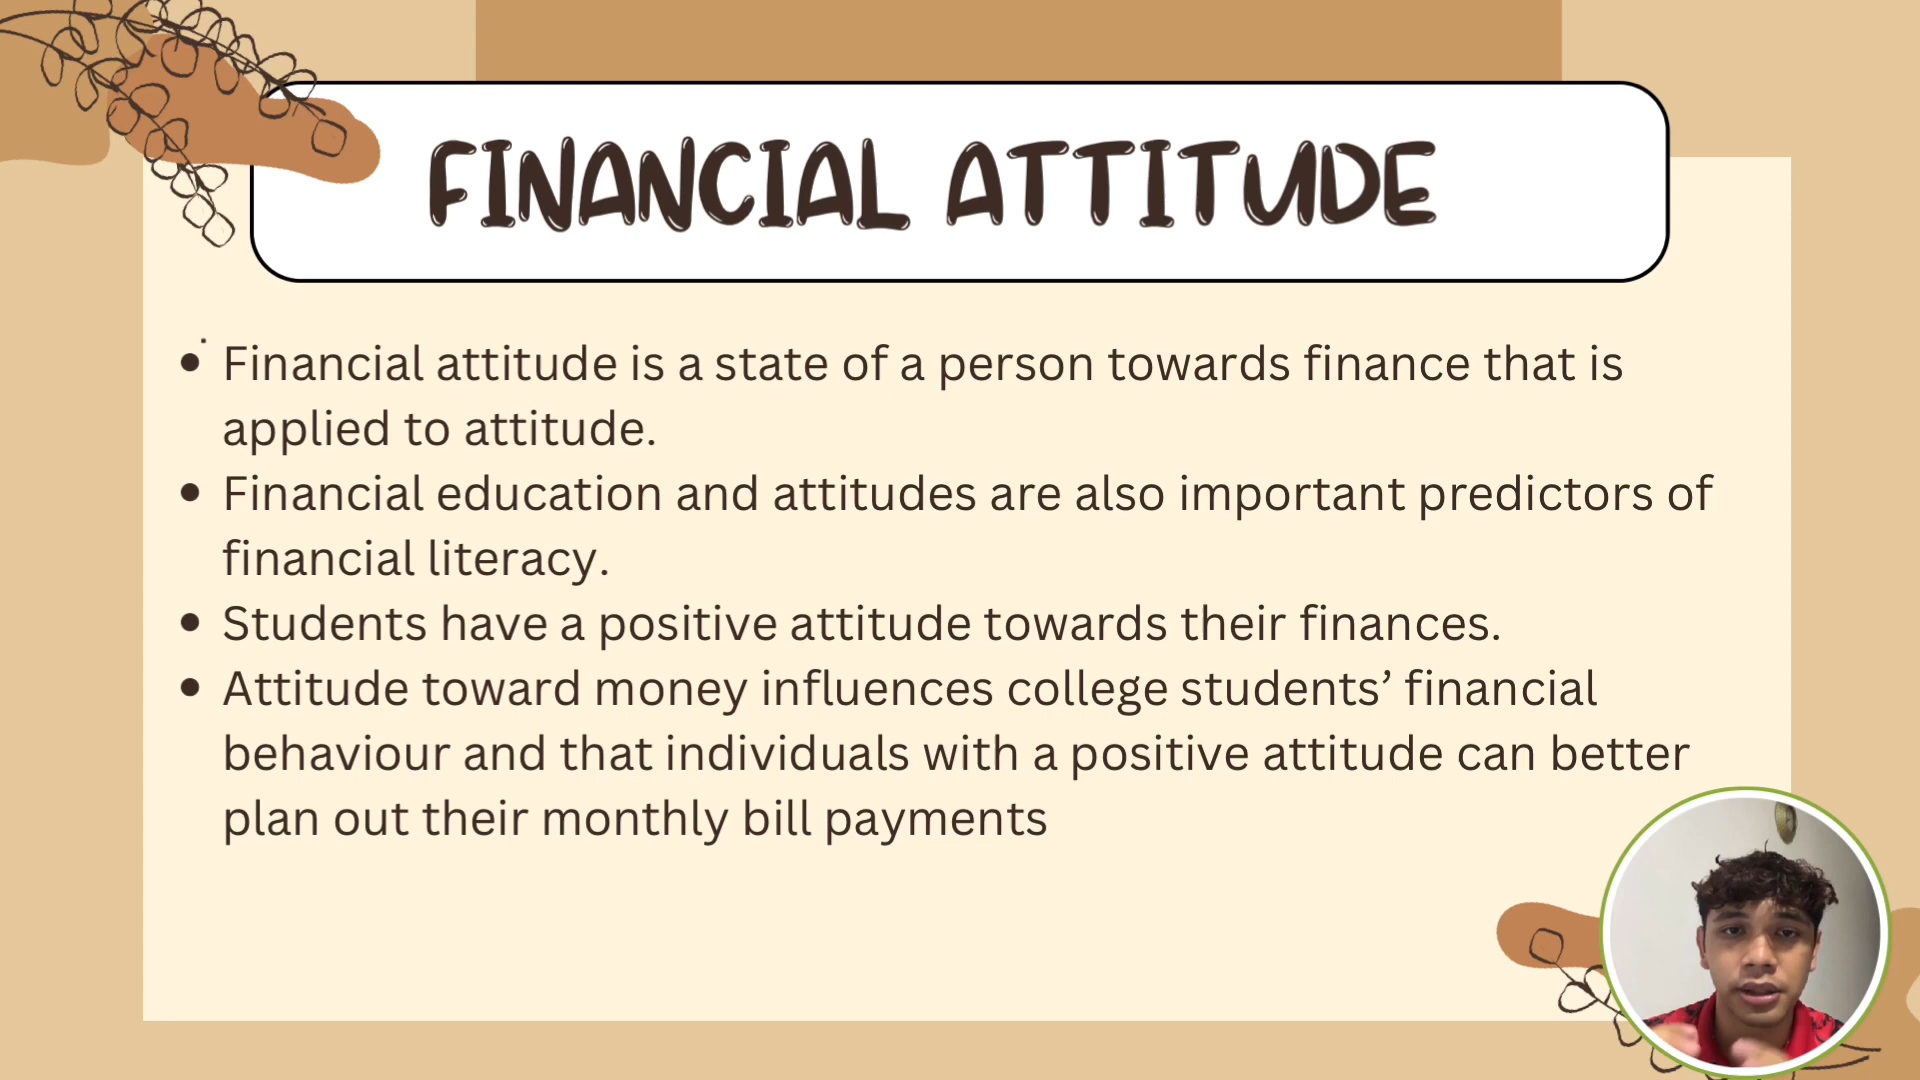 FINANCIAL ATTITUDE
• Financial attitude is a state of a person towards finance that is
applied to attitude.
• Financial education and attitudes are also important predictors of
financial literacy.
• Students have a positive attitude towards their finances.
• Attitude toward money influences college students’ financial
behaviour and that individuals with a positive attitude can better
plan out their monthly bill payments